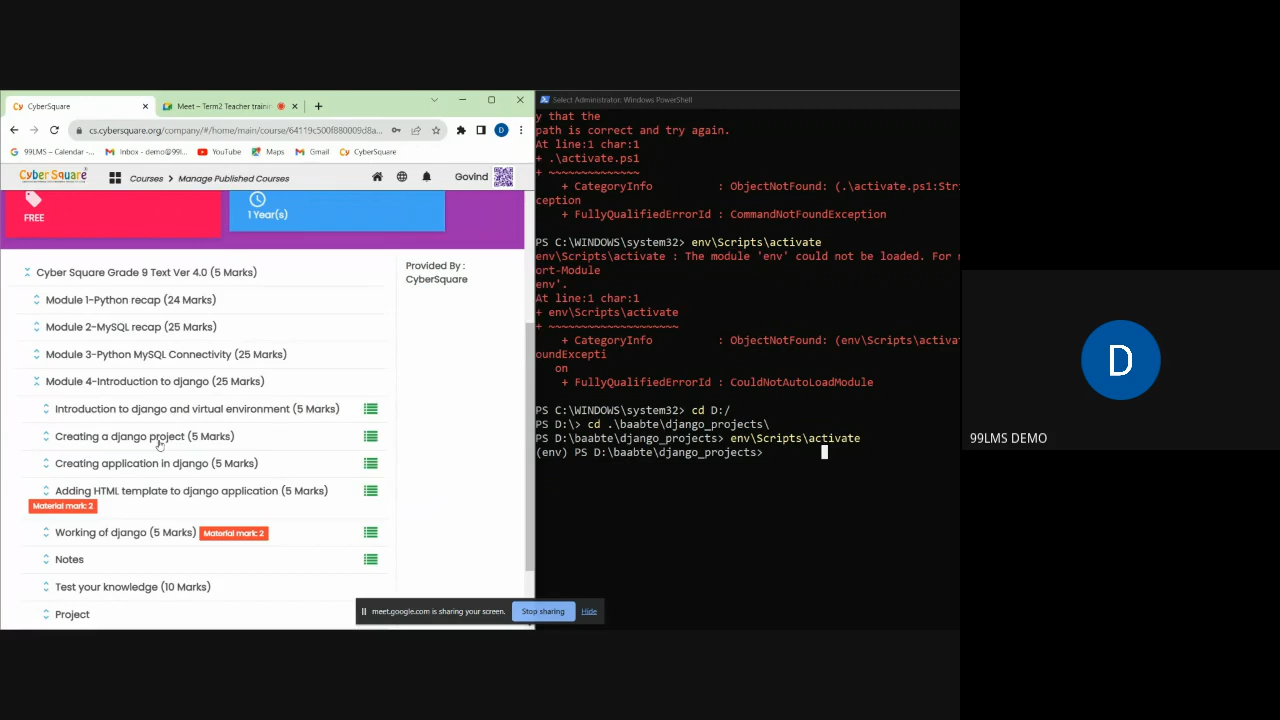 CyberSquare
Meet – Term2 Teacher traini
cs.cybersquare.org/company/#/home/main/course/64119c500f880009d8a...
D
99LMS – Calendar -...
Inbox - demo@99l...
YouTube
Maps
Gmail
CyberSquare
Cyber Square
Courses > Manage Published Courses
Govind
FREE
1 Year(s)
Cyber Square Grade 9 Text Ver 4.0 (5 Marks)
Provided By :
CyberSquare
Module 1-Python recap (24 Marks)
Module 2-MySQL recap (25 Marks)
Module 3-Python MySQL Connectivity (25 Marks)
Module 4-Introduction to django (25 Marks)
Introduction to django and virtual environment (5 Marks)
Creating a django project (5 Marks)
Creating application in django (5 Marks)
Adding HTML template to django application (5 Marks)
Material mark: 2
Working of django (5 Marks) Material mark: 2
Notes
Test your knowledge (10 Marks)
Project
meet.google.com is sharing your screen.
Stop sharing
Hide
Select Administrator: Windows PowerShell
y that the
path is correct and try again.
At line:1 char:1
+ .\activate.ps1
+ ~~~~~~~~~~~~~~
+ CategoryInfo : ObjectNotFound: (.\activate.ps1:Stri
ception
+ FullyQualifiedErrorId : CommandNotFoundException
PS C:\WINDOWS\system32> env\Scripts\activate
env\Scripts\activate : The module 'env' could not be loaded. For m
ort-Module
env'.
At line:1 char:1
+ env\Scripts\activate
+ ~~~~~~~~~~~~~~~~~~~~
+ CategoryInfo : ObjectNotFound: (env\Scripts\activat
oundExcepti
on
+ FullyQualifiedErrorId : CouldNotAutoLoadModule
PS C:\WINDOWS\system32> cd D:/
PS D:\> cd .\baabte\django_projects\
PS D:\baabte\django_projects> env\Scripts\activate
(env) PS D:\baabte\django_projects>
D
99LMS DEMO